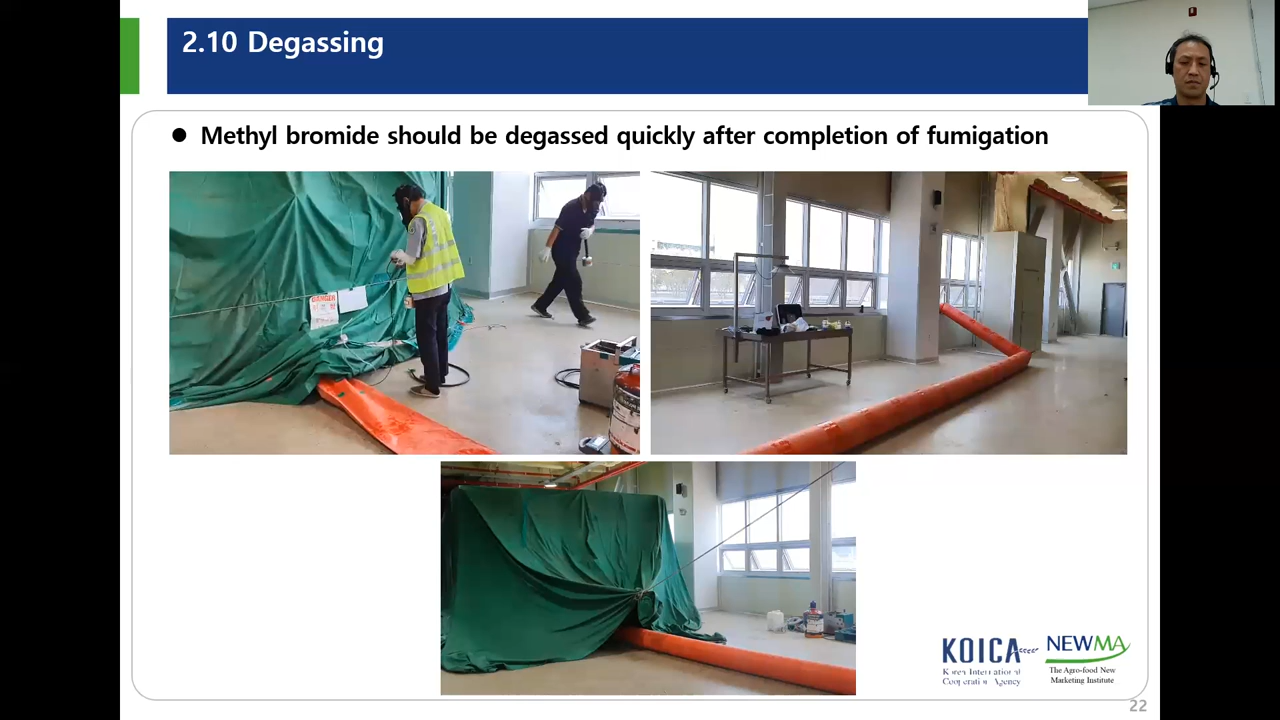 2.10 Degassing
● Methyl bromide should be degassed quickly after completion of fumigation
DANGER
KOICA
Korea International
Cooperation Agency
NEWMA
The Agro-food New
Marketing Institute
22